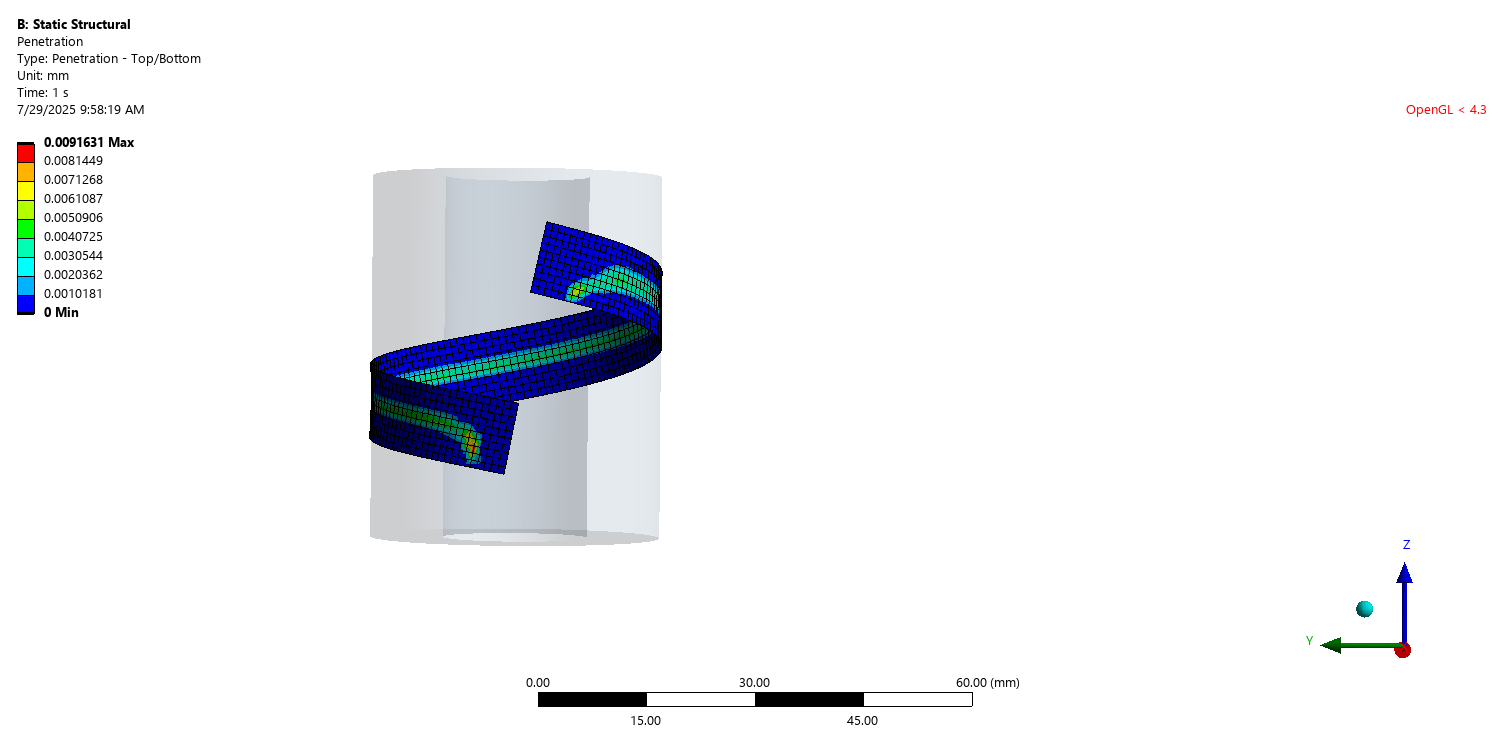 B: Static Structural
Penetration
Type: Penetration - Top/Bottom
Unit: mm
Time: 1 s
7/29/2025 9:58:19 AM
OpenGL < 4.3
0.0091631 Max
0.0081449
0.0071268
0.0061087
0.0050906
0.0040725
0.0030544
0.0020362
0.0010181
0 Min
Z
Y
0.00 30.00 60.00 (mm)
15.00 45.00